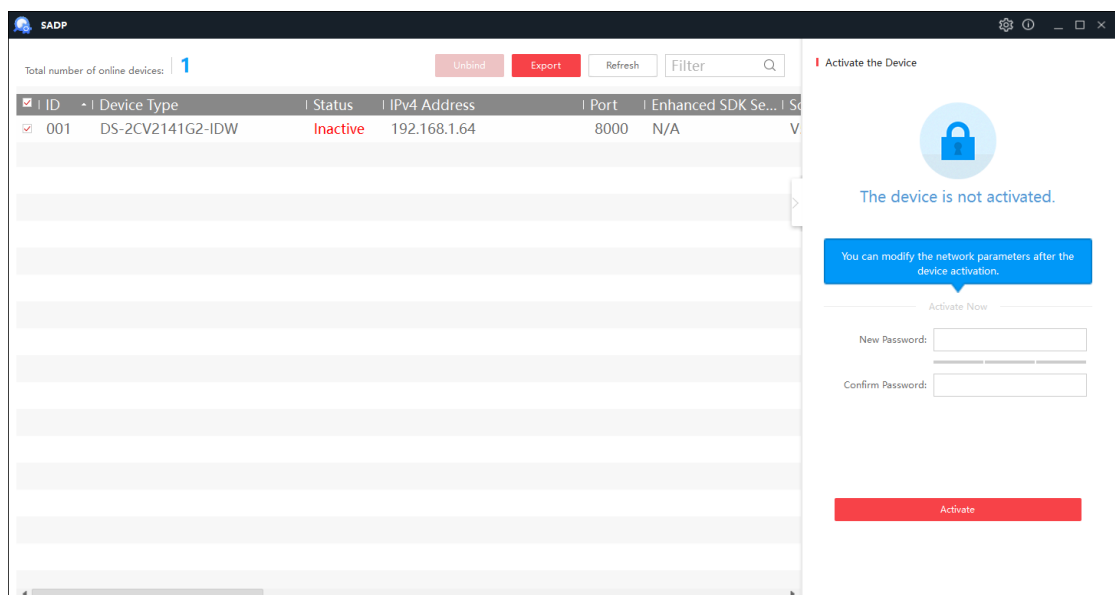 SADP
Total number of online devices: 1
Unbind
Export
Refresh
Filter
ID Device Type Status IPv4 Address Port Enhanced SDK Se...
001 DS-2CV2141G2-IDW Inactive 192.168.1.64 8000 N/A V
Activate the Device
The device is not activated.
You can modify the network parameters after the
device activation.
Activate Now
New Password:
Confirm Password:
Activate